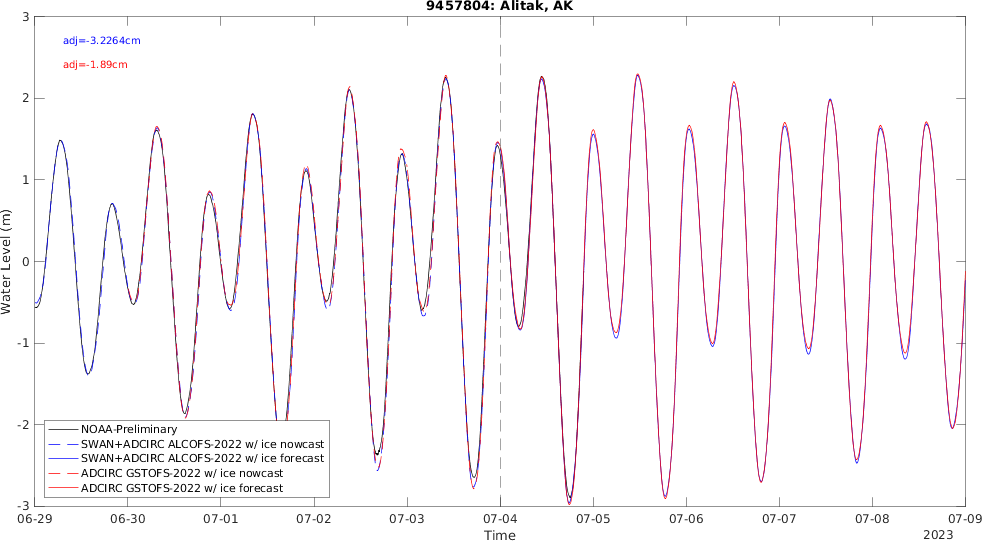 9457804: Alitak, AK
adj=-3.2264cm
adj=-1.89cm
3
2
1
0
-1
-2
-3
Water Level (m)
NOAA-Preliminary
SWAN+ADCIRC ALCOFS-2022 w/ ice nowcast
SWAN+ADCIRC ALCOFS-2022 w/ ice forecast
ADCIRC GSTOFS-2022 w/ ice nowcast
ADCIRC GSTOFS-2022 w/ ice forecast
06-29 06-30 07-01 07-02 07-03 07-04 07-05 07-06 07-07 07-08 07-09
Time
2023